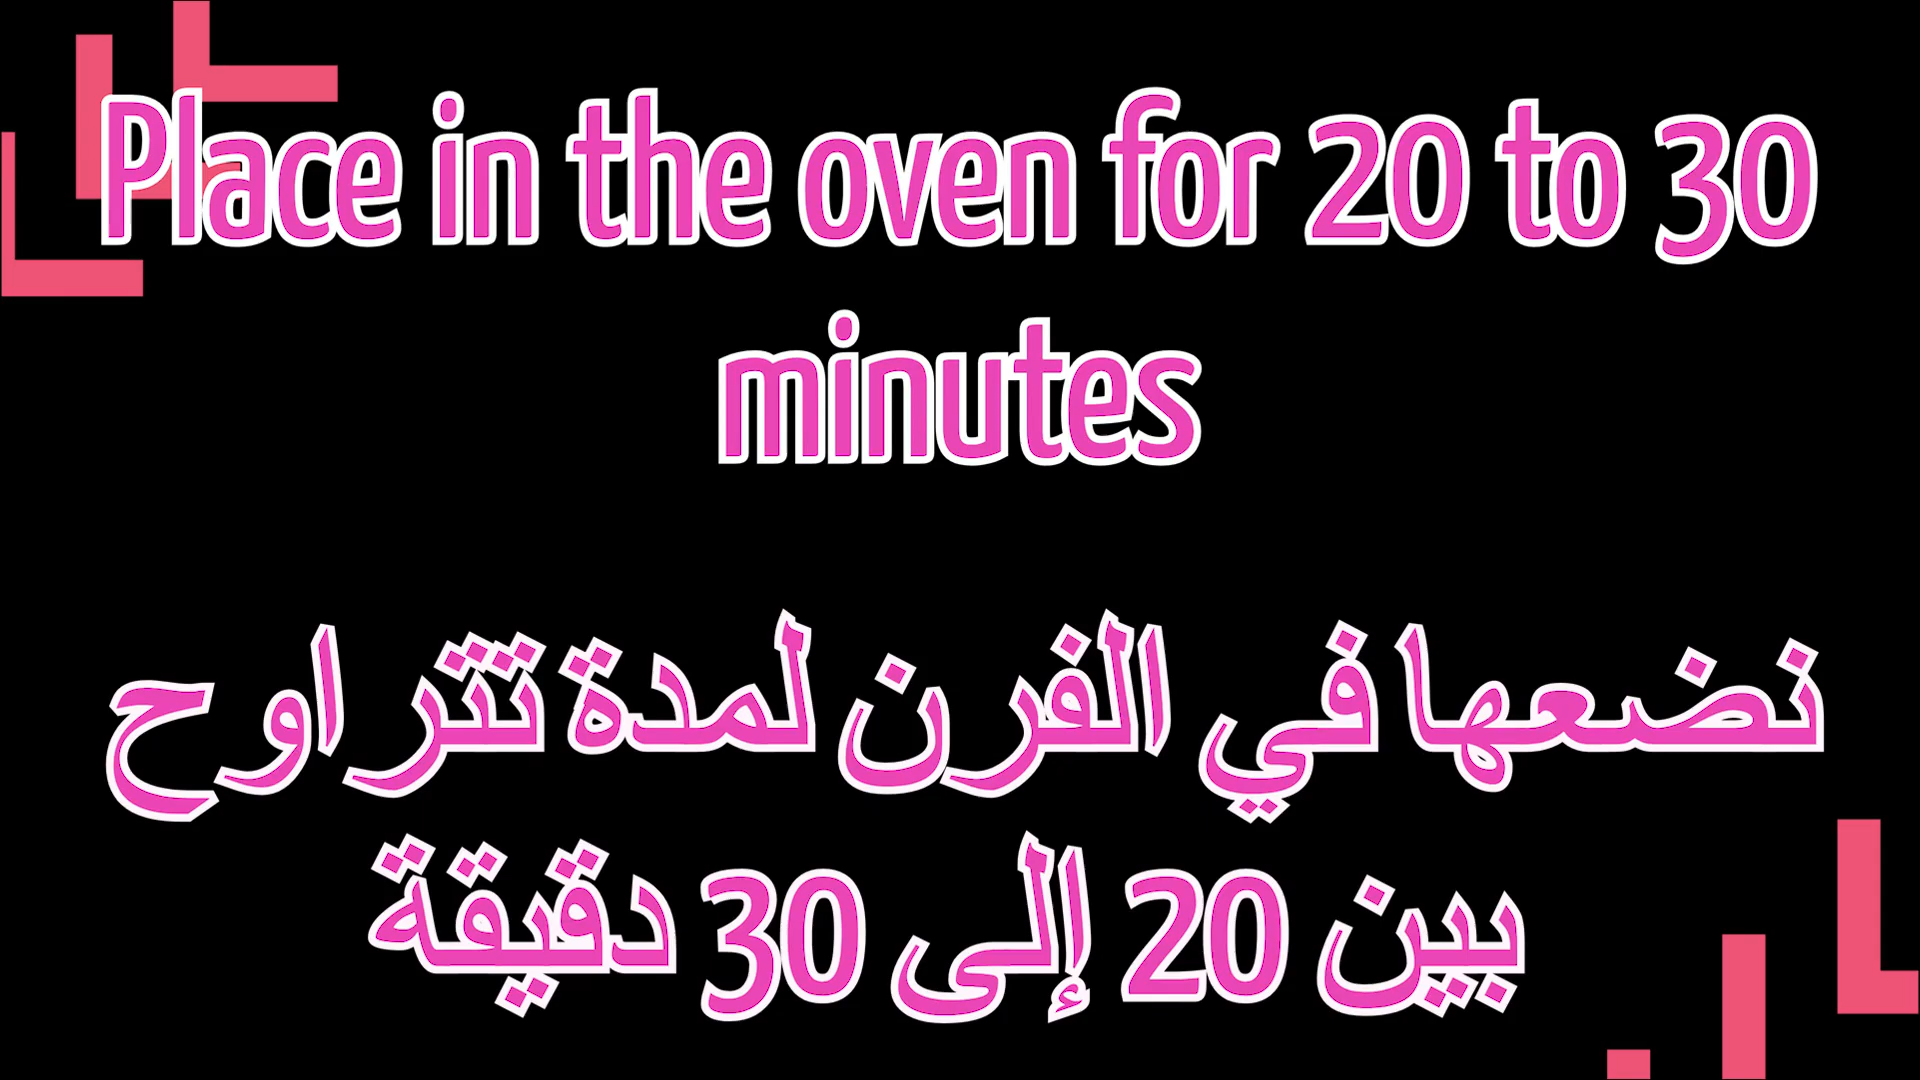 Place in the oven for 20 to 30
minutes
نضعها في الفرن لمدة تتراوح
بين 20 إلى 30 دقيقة